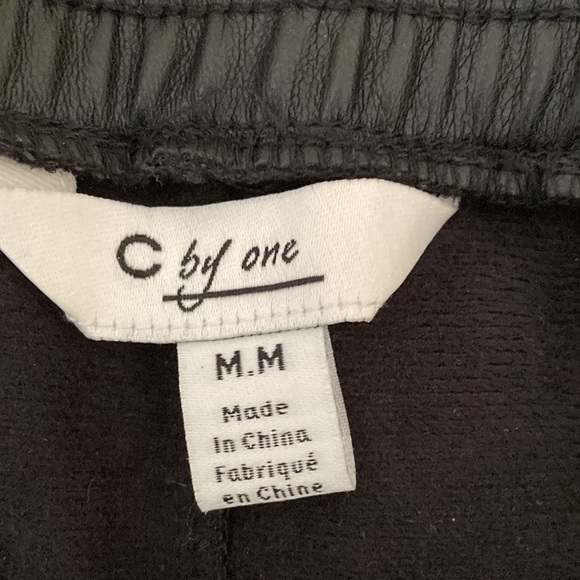 C by one
M.M
Made
In China
Fabriqué
en Chine